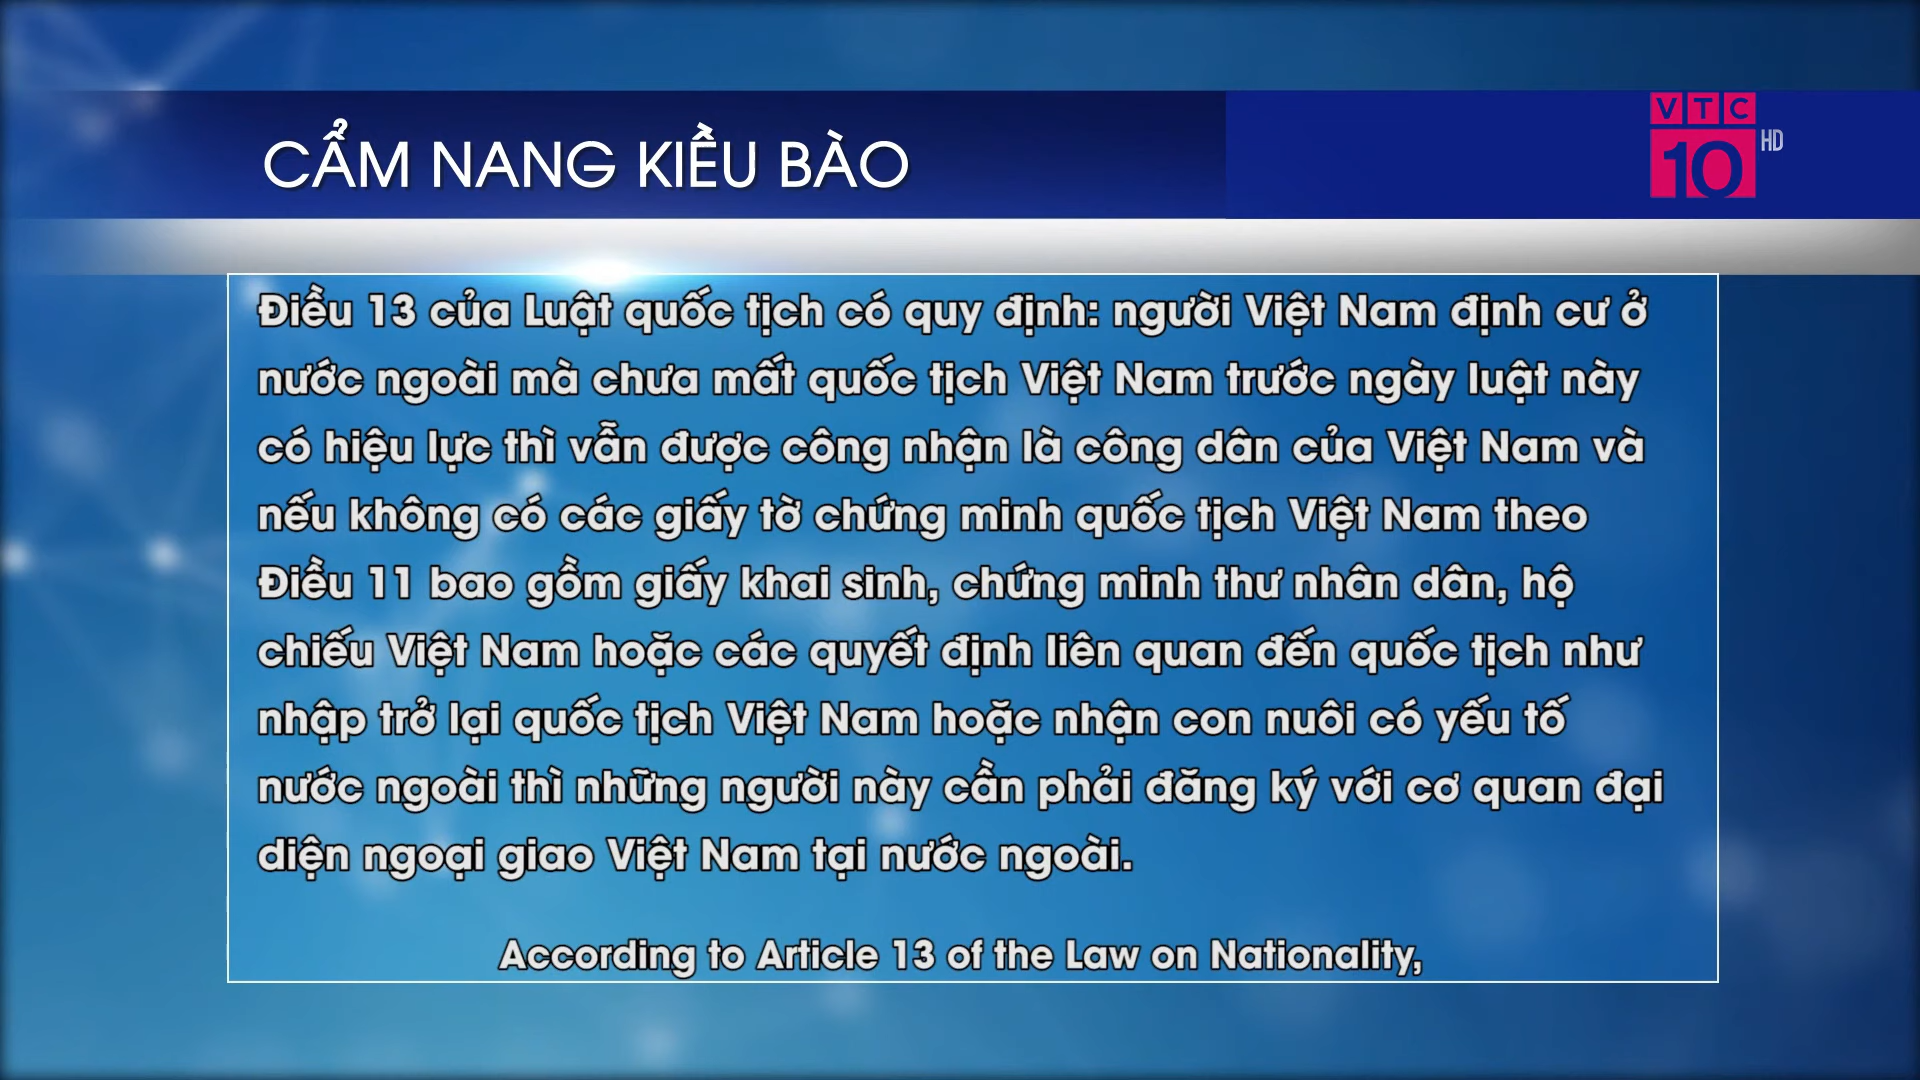 CẨM NANG KIỀU BÀO
VTC
10 HD
Điều 13 của Luật quốc tịch có quy định: người Việt Nam định cư ở
nước ngoài mà chưa mất quốc tịch Việt Nam trước ngày luật này
có hiệu lực thì vẫn được công nhận là công dân của Việt Nam và
nếu không có các giấy tờ chứng minh quốc tịch Việt Nam theo
Điều 11 bao gồm giấy khai sinh, chứng minh thư nhân dân, hộ
chiếu Việt Nam hoặc các quyết định liên quan đến quốc tịch như
nhập trở lại quốc tịch Việt Nam hoặc nhận con nuôi có yếu tố
nước ngoài thì những người này cần phải đăng ký với cơ quan đại
diện ngoại giao Việt Nam tại nước ngoài.
According to Article 13 of the Law on Nationality,